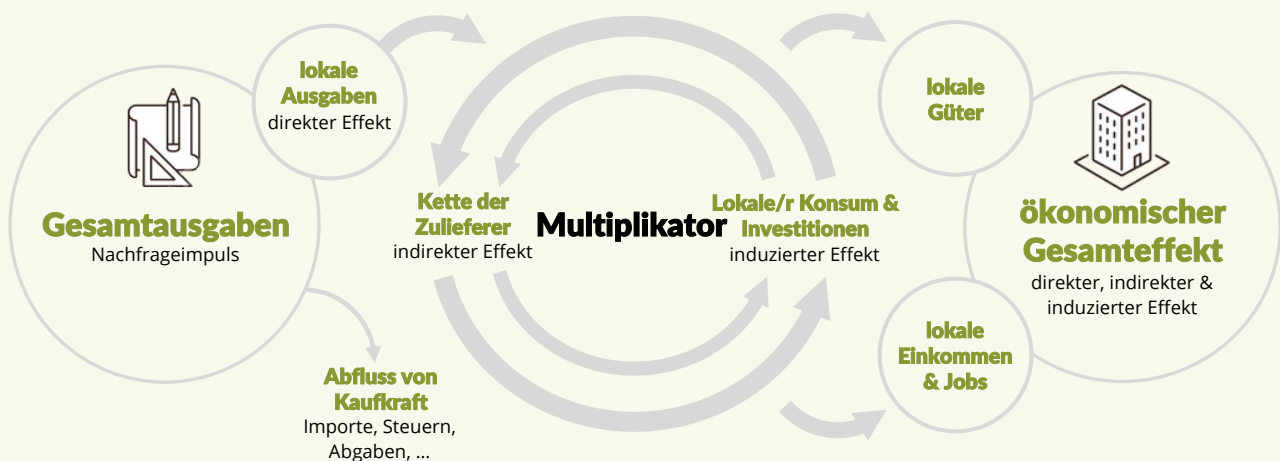 lokale
Ausgaben
direkter Effekt
Gesamtausgaben
Nachfrageimpuls
Abfluss von
Kaufkraft
Importe, Steuern,
Abgaben, ...
Kette der
Zulieferer
indirekter Effekt
Multiplikator
Lokale/r Konsum &
Investitionen
induzierter Effekt
lokale
Güter
ökonomischer
Gesamteffekt
direkter, indirekter &
induzierter Effekt
lokale
Einkommen
& Jobs